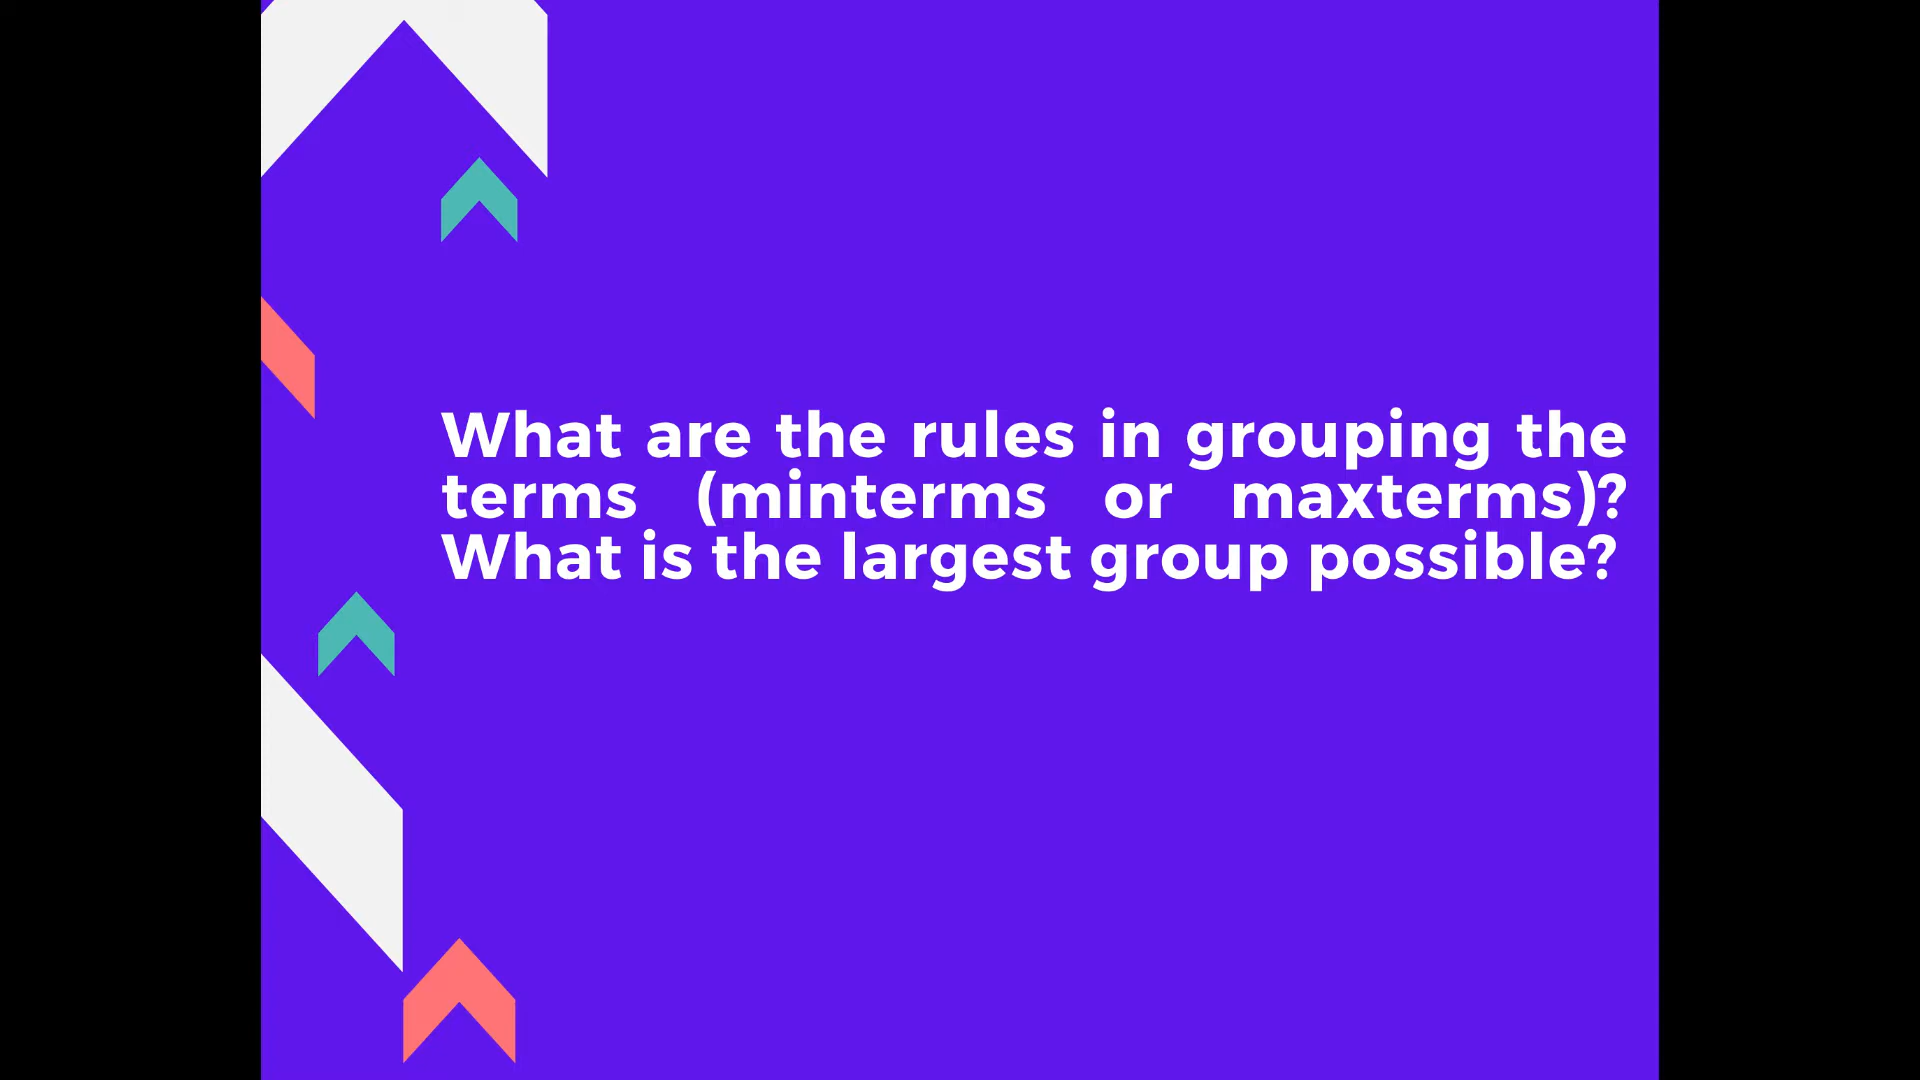 What are the rules in grouping the
terms (minterms or maxterms)?
What is the largest group possible?